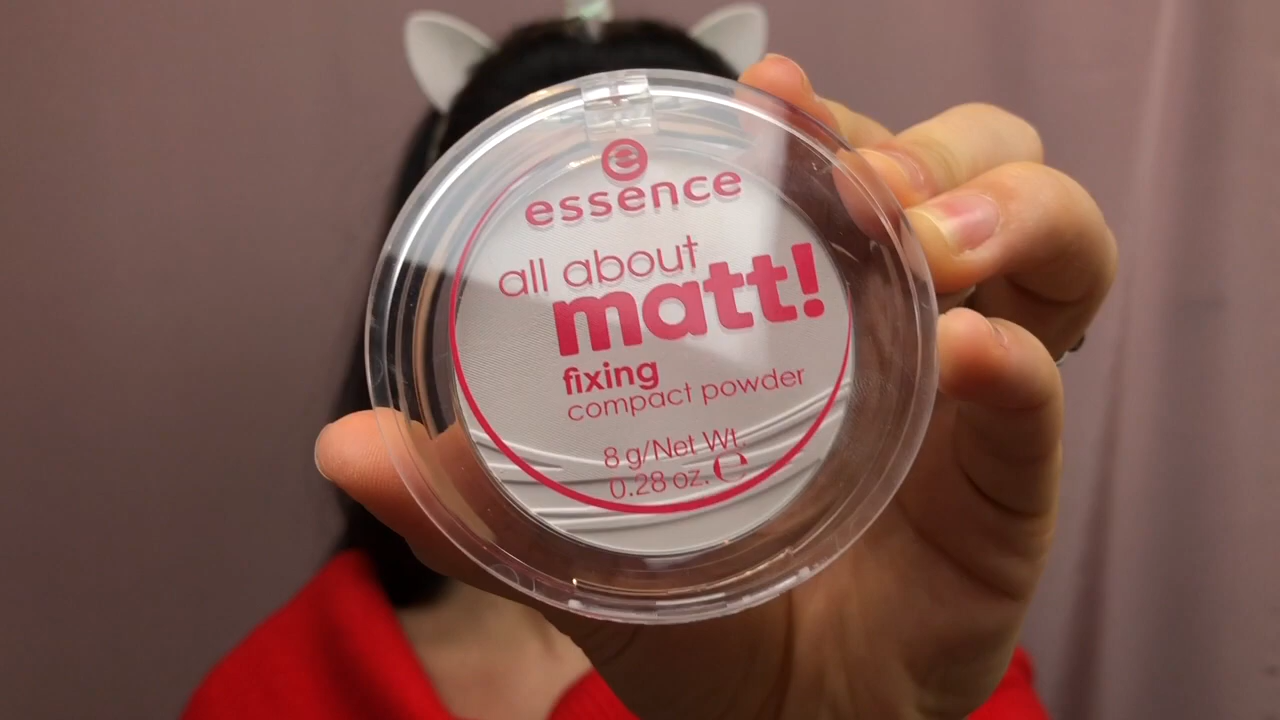 essence
all about
matt!
fixing
compact powder
8 g/Net Wt.
0.28 oz. ℮